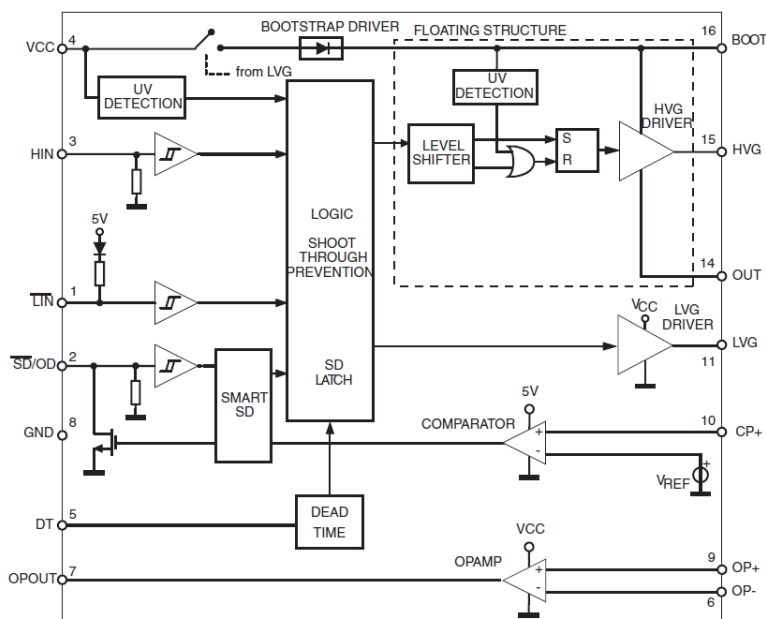 BOOTSTRAP DRIVER
FLOATING STRUCTURE
4
16
VCC
BOOT
from LVG
UV
DETECTION
UV
DETECTION
HVG
DRIVER
3
15
HIN
HVG
LEVEL
SHIFTER
S
R
5V
LOGIC
SHOOT
THROUGH
PREVENTION
14
OUT
1
LIN
VCC
LVG
DRIVER
LVG
11
2
SD/OD
SD
LATCH
SMART
SD
5V
8
GND
COMPARATOR
+
-
10
CP+
+
VREF
5
DT
DEAD
TIME
VCC
7
OPOUT
OPAMP
+
-
9
OP+
OP-
6